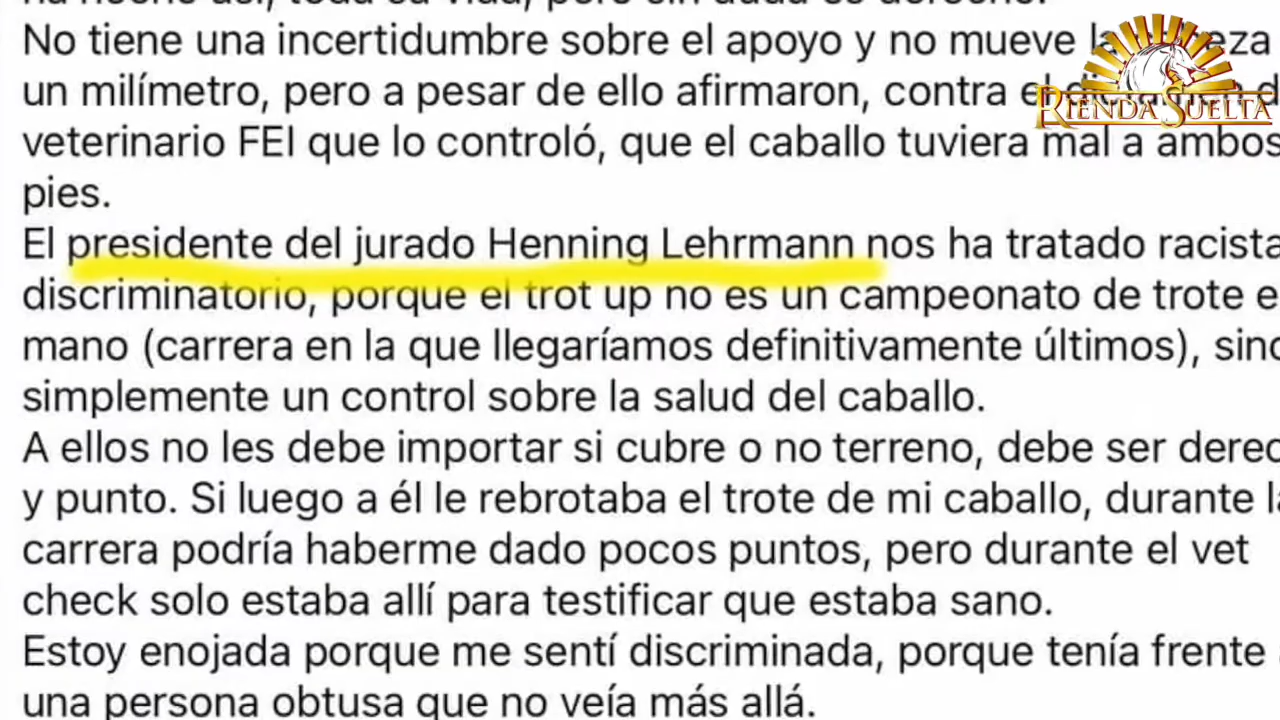 No tiene una incertidumbre sobre el apoyo y no mueve
un milímetro, pero a pesar de ello afirmaron, contra
veterinario FEI que lo controló, que el caballo tuviera mal a ambos
pies.
El presidente del jurado Henning Lehrmann nos ha tratado racista
discriminatorio, porque el trot up no es un campeonato de trote e
mano (carrera en la que llegaríamos definitivamente últimos), sino
simplemente un control sobre la salud del caballo.
A ellos no les debe importar si cubre o no terreno, debe ser derec
y punto. Si luego a él le rebrotaba el trote de mi caballo, durante la
carrera podría haberme dado pocos puntos, pero durante el vet
check solo estaba allí para testificar que estaba sano.
Estoy enojada porque me sentí discriminada, porque tenía frente
una persona obtusa que no veía más allá.
RIENDA SUELTA